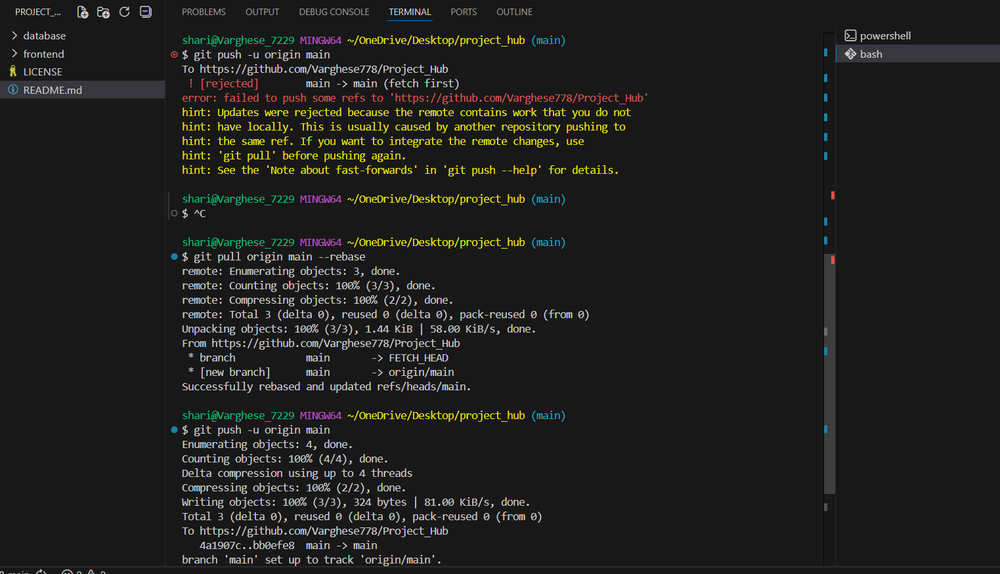 PROJECT_...
PROBLEMS OUTPUT DEBUG CONSOLE TERMINAL PORTS OUTLINE
database
frontend
LICENSE
README.md
shari@Varghese_7229 MINGW64 ~/OneDrive/Desktop/project_hub (main)
$ git push -u origin main
To https://github.com/Varghese778/Project_Hub
 ! [rejected]        main -> main (fetch first)
error: failed to push some refs to 'https://github.com/Varghese778/Project_Hub'
hint: Updates were rejected because the remote contains work that you do not
hint: have locally. This is usually caused by another repository pushing to
hint: the same ref. If you want to integrate the remote changes, use
hint: 'git pull' before pushing again.
hint: See the 'Note about fast-forwards' in 'git push --help' for details.
shari@Varghese_7229 MINGW64 ~/OneDrive/Desktop/project_hub (main)
$ ^C
shari@Varghese_7229 MINGW64 ~/OneDrive/Desktop/project_hub (main)
$ git pull origin main --rebase
remote: Enumerating objects: 3, done.
remote: Counting objects: 100% (3/3), done.
remote: Compressing objects: 100% (2/2), done.
remote: Total 3 (delta 0), reused 0 (delta 0), pack-reused 0 (from 0)
Unpacking objects: 100% (3/3), 1.44 KiB | 58.00 KiB/s, done.
From https://github.com/Varghese778/Project_Hub
 * branch            main       -> FETCH_HEAD
 * [new branch]      main       -> origin/main
Successfully rebased and updated refs/heads/main.
shari@Varghese_7229 MINGW64 ~/OneDrive/Desktop/project_hub (main)
$ git push -u origin main
Enumerating objects: 4, done.
Counting objects: 100% (4/4), done.
Delta compression using up to 4 threads
Compressing objects: 100% (2/2), done.
Writing objects: 100% (3/3), 324 bytes | 81.00 KiB/s, done.
Total 3 (delta 0), reused 0 (delta 0), pack-reused 0 (from 0)
To https://github.com/Varghese778/Project_Hub
   4a1907c..bb0efe8  main -> main
branch 'main' set up to track 'origin/main'.
powershell
bash